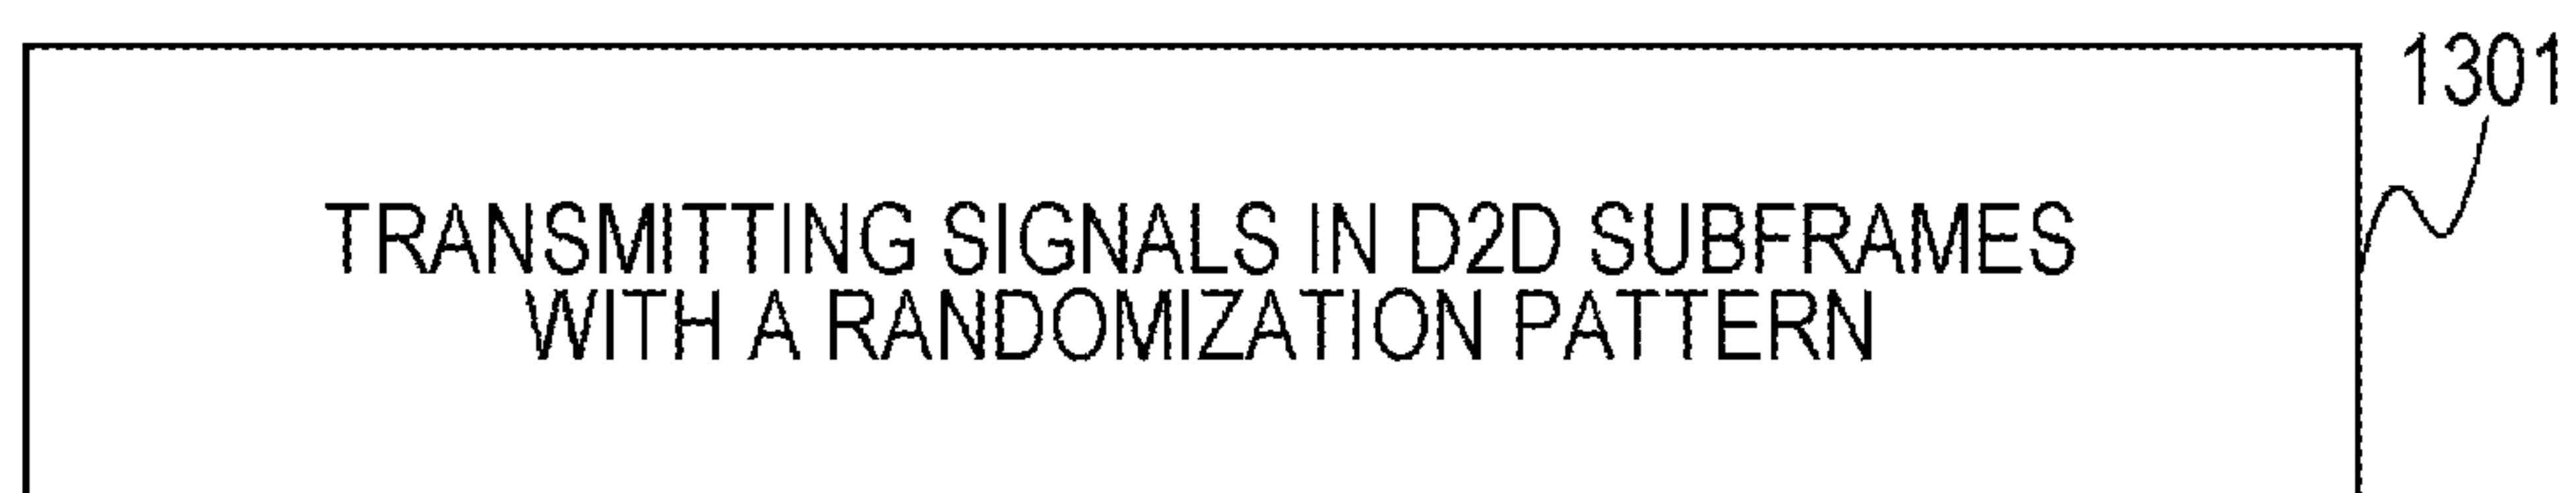 1301
TRANSMITTING SIGNALS IN D2D SUBFRAMES
WITH A RANDOMIZATION PATTERN